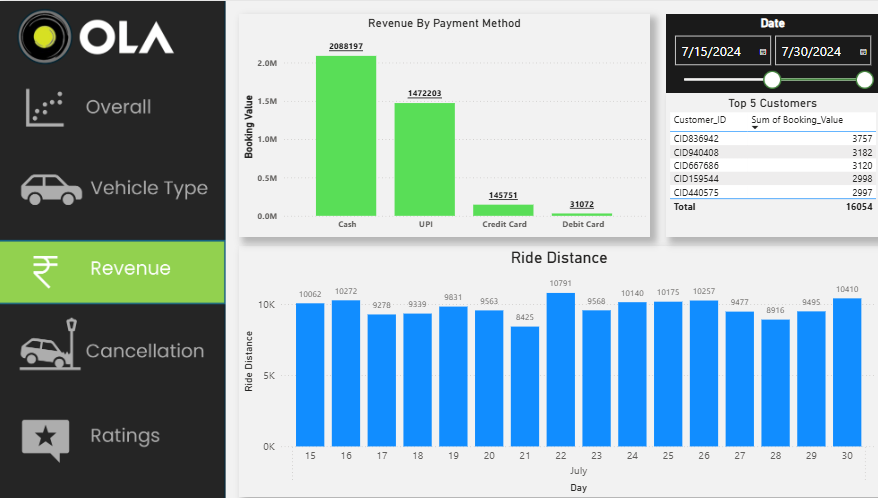 OLA
Overall
Vehicle Type
Revenue
Cancellation
Ratings
Revenue By Payment Method
Booking Value
2.0M
1.5M
1.0M
0.5M
0.0M
2088197
1472203
145751
31072
Cash UPI Credit Card Debit Card
Date
7/15/2024 7/30/2024
Top 5 Customers
Customer_ID Sum of Booking_Value
CID836942 3757
CID940408 3182
CID667686 3120
CID159544 2998
CID440575 2997
Total 16054
Ride Distance
Ride Distance
10K
5K
0K
10062 10272 9278 9339 9831 9563 8425 10791 9568 10140 10175 10257 9477 8916 9495 10410
15 16 17 18 19 20 21 22 23 24 25 26 27 28 29 30
July
Day